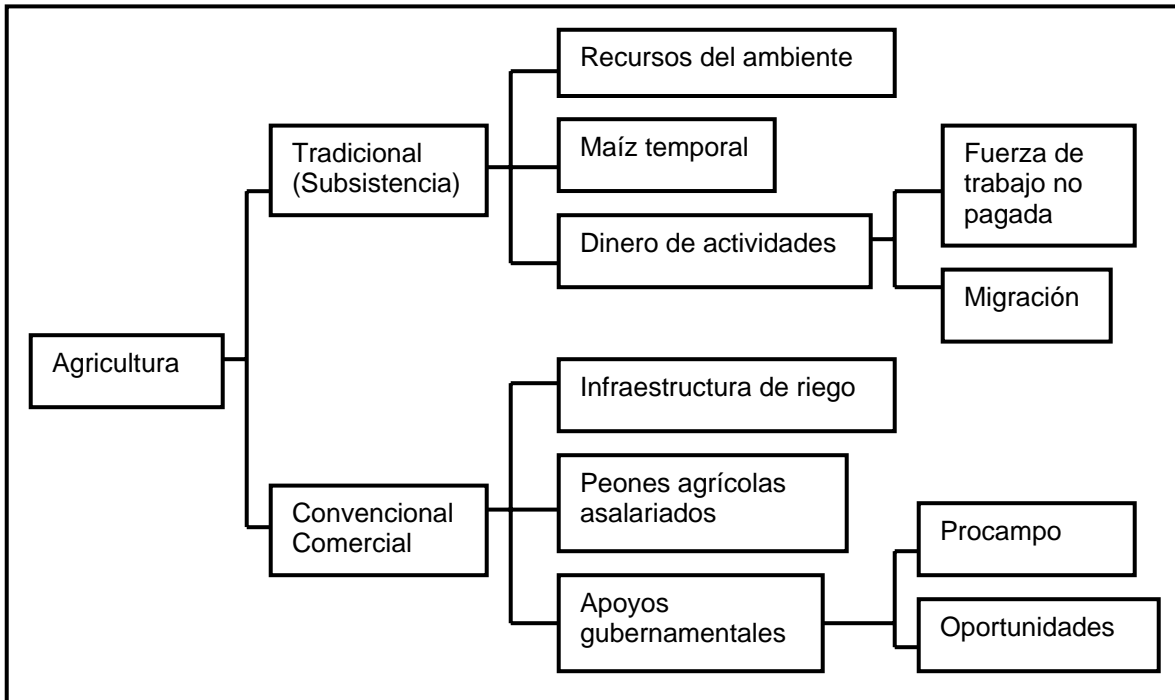 Agricultura
Tradicional
(Subsistencia)
Recursos del ambiente
Maíz temporal
Dinero de actividades
Fuerza de
trabajo no
pagada
Migración
Convencional
Comercial
Infraestructura de riego
Peones agrícolas
asalariados
Apoyos
gubernamentales
Procampo
Oportunidades